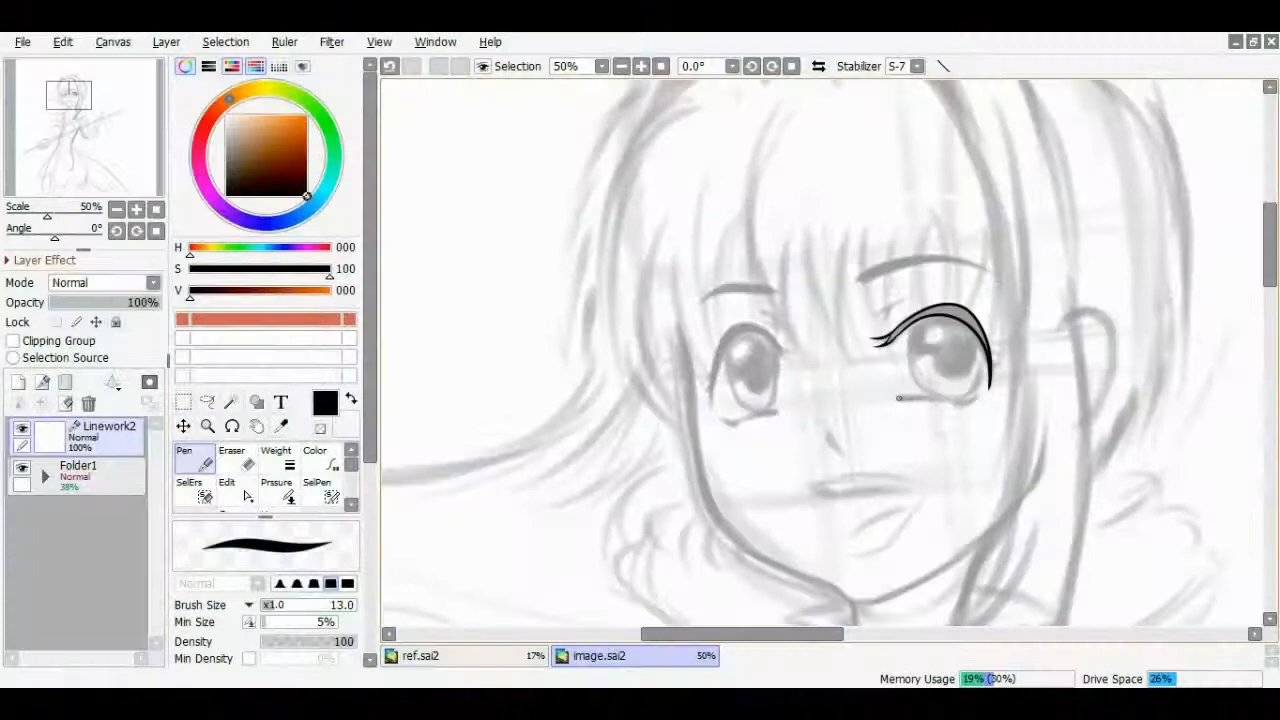 File Edit Canvas Layer Selection Ruler Filter View Window Help
Selection 50% 0.0° Stabilizer S-7
Scale 50%
Angle 0°
Layer Effect
Mode Normal
Opacity 100%
Lock
Clipping Group
Selection Source
Linework2
Normal
100%
Folder1
Normal
38%
H 000
S 100
V 000
T
Pen Eraser Weight Color
SelErs Edit Prssure SelPen
Normal
Brush Size x1.0 13.0
Min Size 5%
Density 100
Min Density
ref.sai2 17% image.sai2 50%
Memory Usage 19% (30%) Drive Space 26%